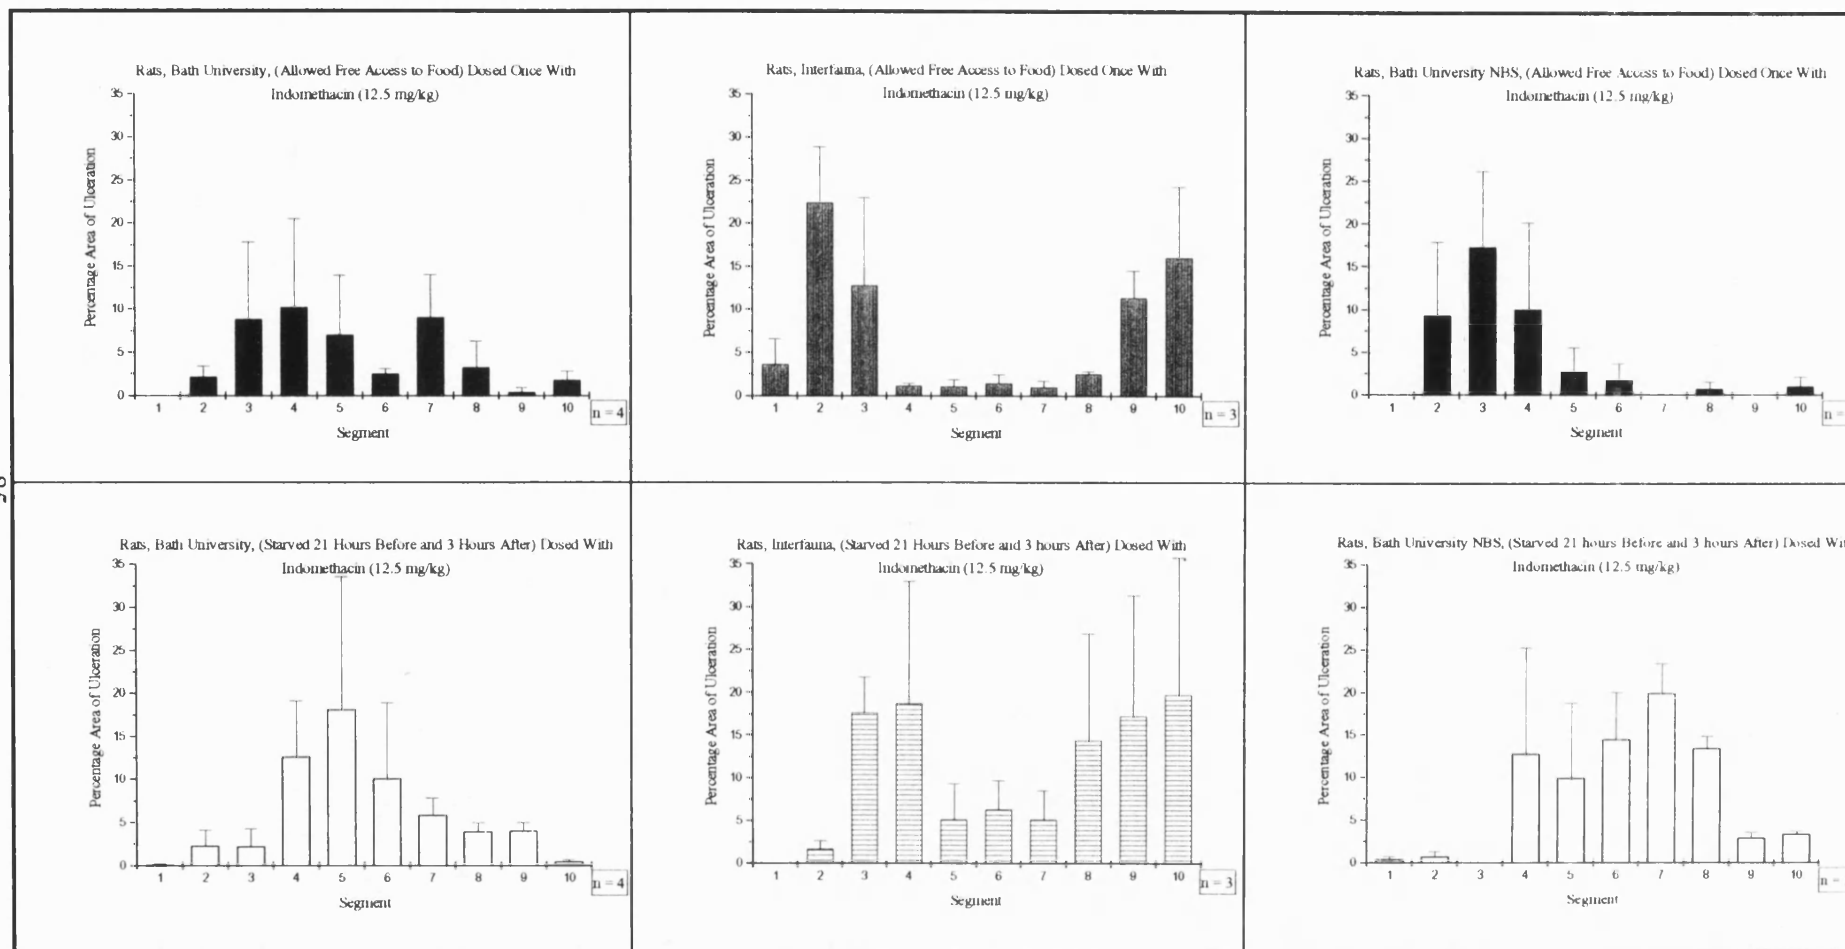 Rats, Bath University, (Allowed Free Access to Food) Dosed Once With
Indomethacin (12.5 mg/kg)
35
30
25
20
15
10
5
0
Percentage Area of Ulceration
1 2 3 4 5 6 7 8 9 10
n = 4
Segment
Rats, Interfauna, (Allowed Free Access to Food) Dosed Once With
Indomethacin (12.5 mg/kg)
35
30
25
20
15
10
5
0
Percentage Area of Ulceration
1 2 3 4 5 6 7 8 9 10
n = 3
Segment
Rats, Bath University NBS, (Allowed Free Access to Food) Dosed Once With
Indomethacin (12.5 mg/kg)
35
30
25
20
15
10
5
0
Percentage Area of Ulceration
1 2 3 4 5 6 7 8 9 10
n =
Segment
Rats, Bath University, (Starved 21 Hours Before and 3 Hours After) Dosed With
Indomethacin (12.5 mg/kg)
35
30
25
20
15
10
5
0
Percentage Area of Ulceration
1 2 3 4 5 6 7 8 9 10
n = 4
Segment
Rats, Interfauna, (Starved 21 Hours Before and 3 hours After) Dosed With
Indomethacin (12.5 mg/kg)
35
30
25
20
15
10
5
0
Percentage Area of Ulceration
1 2 3 4 5 6 7 8 9 10
n = 3
Segment
Rats, Bath University NBS, (Starved 21 hours Before and 3 hours After) Dosed Wit
Indomethacin (12.5 mg/kg)
35
30
25
20
15
10
5
0
Percentage Area of Ulceration
1 2 3 4 5 6 7 8 9 10
n =
Segment